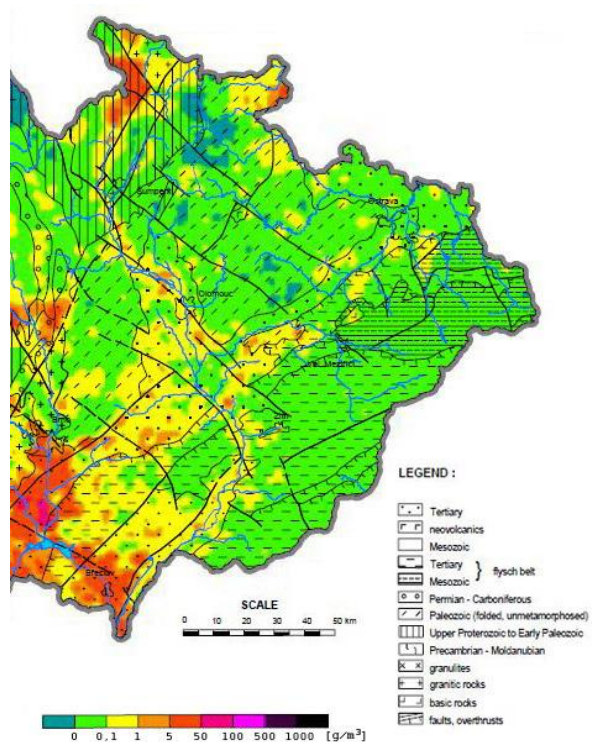 Šumperk
Ostrava
Olomouc
Val. Meziříčí
Zlín
Břeclav
LEGEND :
Tertiary
neovolcanics
Mesozoic
Tertiary
Mesozoic } flysch belt
Permian - Carboniferous
Paleozoic (folded, unmetamorphosed)
Upper Proterozoic to Early Paleozoic
Precambrian - Moldanubian
granulites
granitic rocks
basic rocks
faults, overthrusts
SCALE
0 10 20 30 40 50 km
0 0,1 1 5 50 100 500 1000 [g/m³]